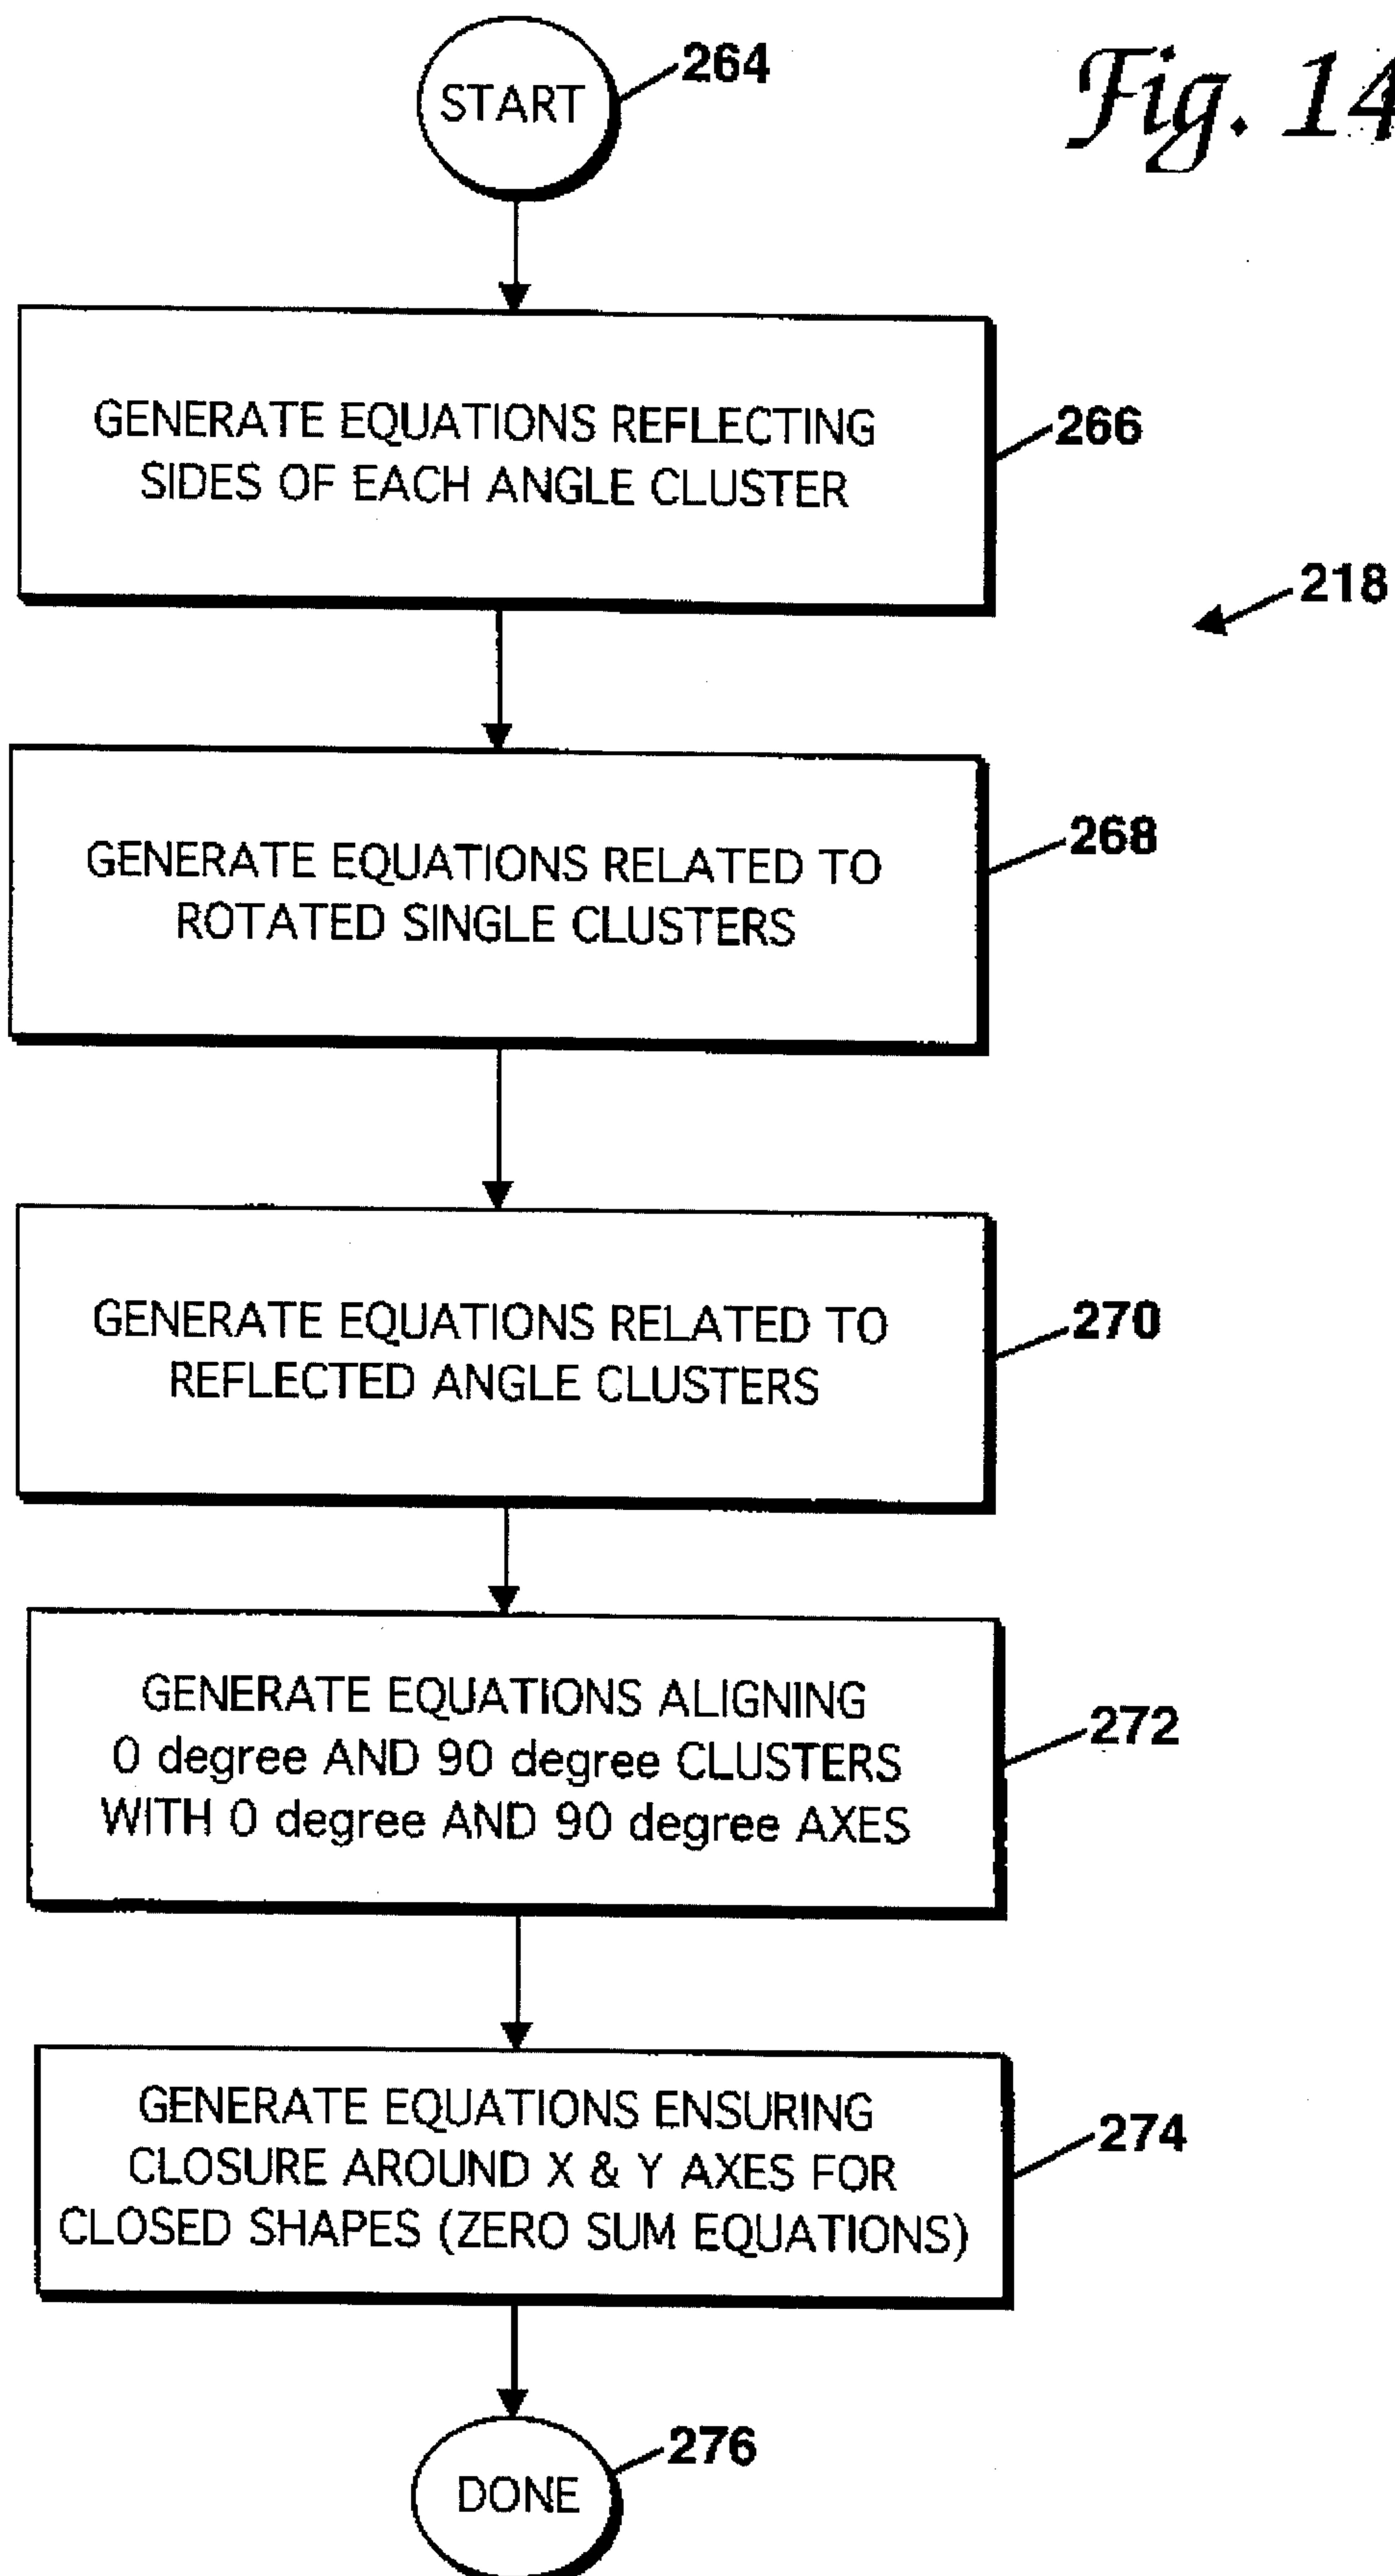 START
264
Fig. 14
GENERATE EQUATIONS REFLECTING
SIDES OF EACH ANGLE CLUSTER
266
218
GENERATE EQUATIONS RELATED TO
ROTATED SINGLE CLUSTERS
268
GENERATE EQUATIONS RELATED TO
REFLECTED ANGLE CLUSTERS
270
GENERATE EQUATIONS ALIGNING
0 degree AND 90 degree CLUSTERS
WITH 0 degree AND 90 degree AXES
272
GENERATE EQUATIONS ENSURING
CLOSURE AROUND X & Y AXES FOR
CLOSED SHAPES (ZERO SUM EQUATIONS)
274
276
DONE